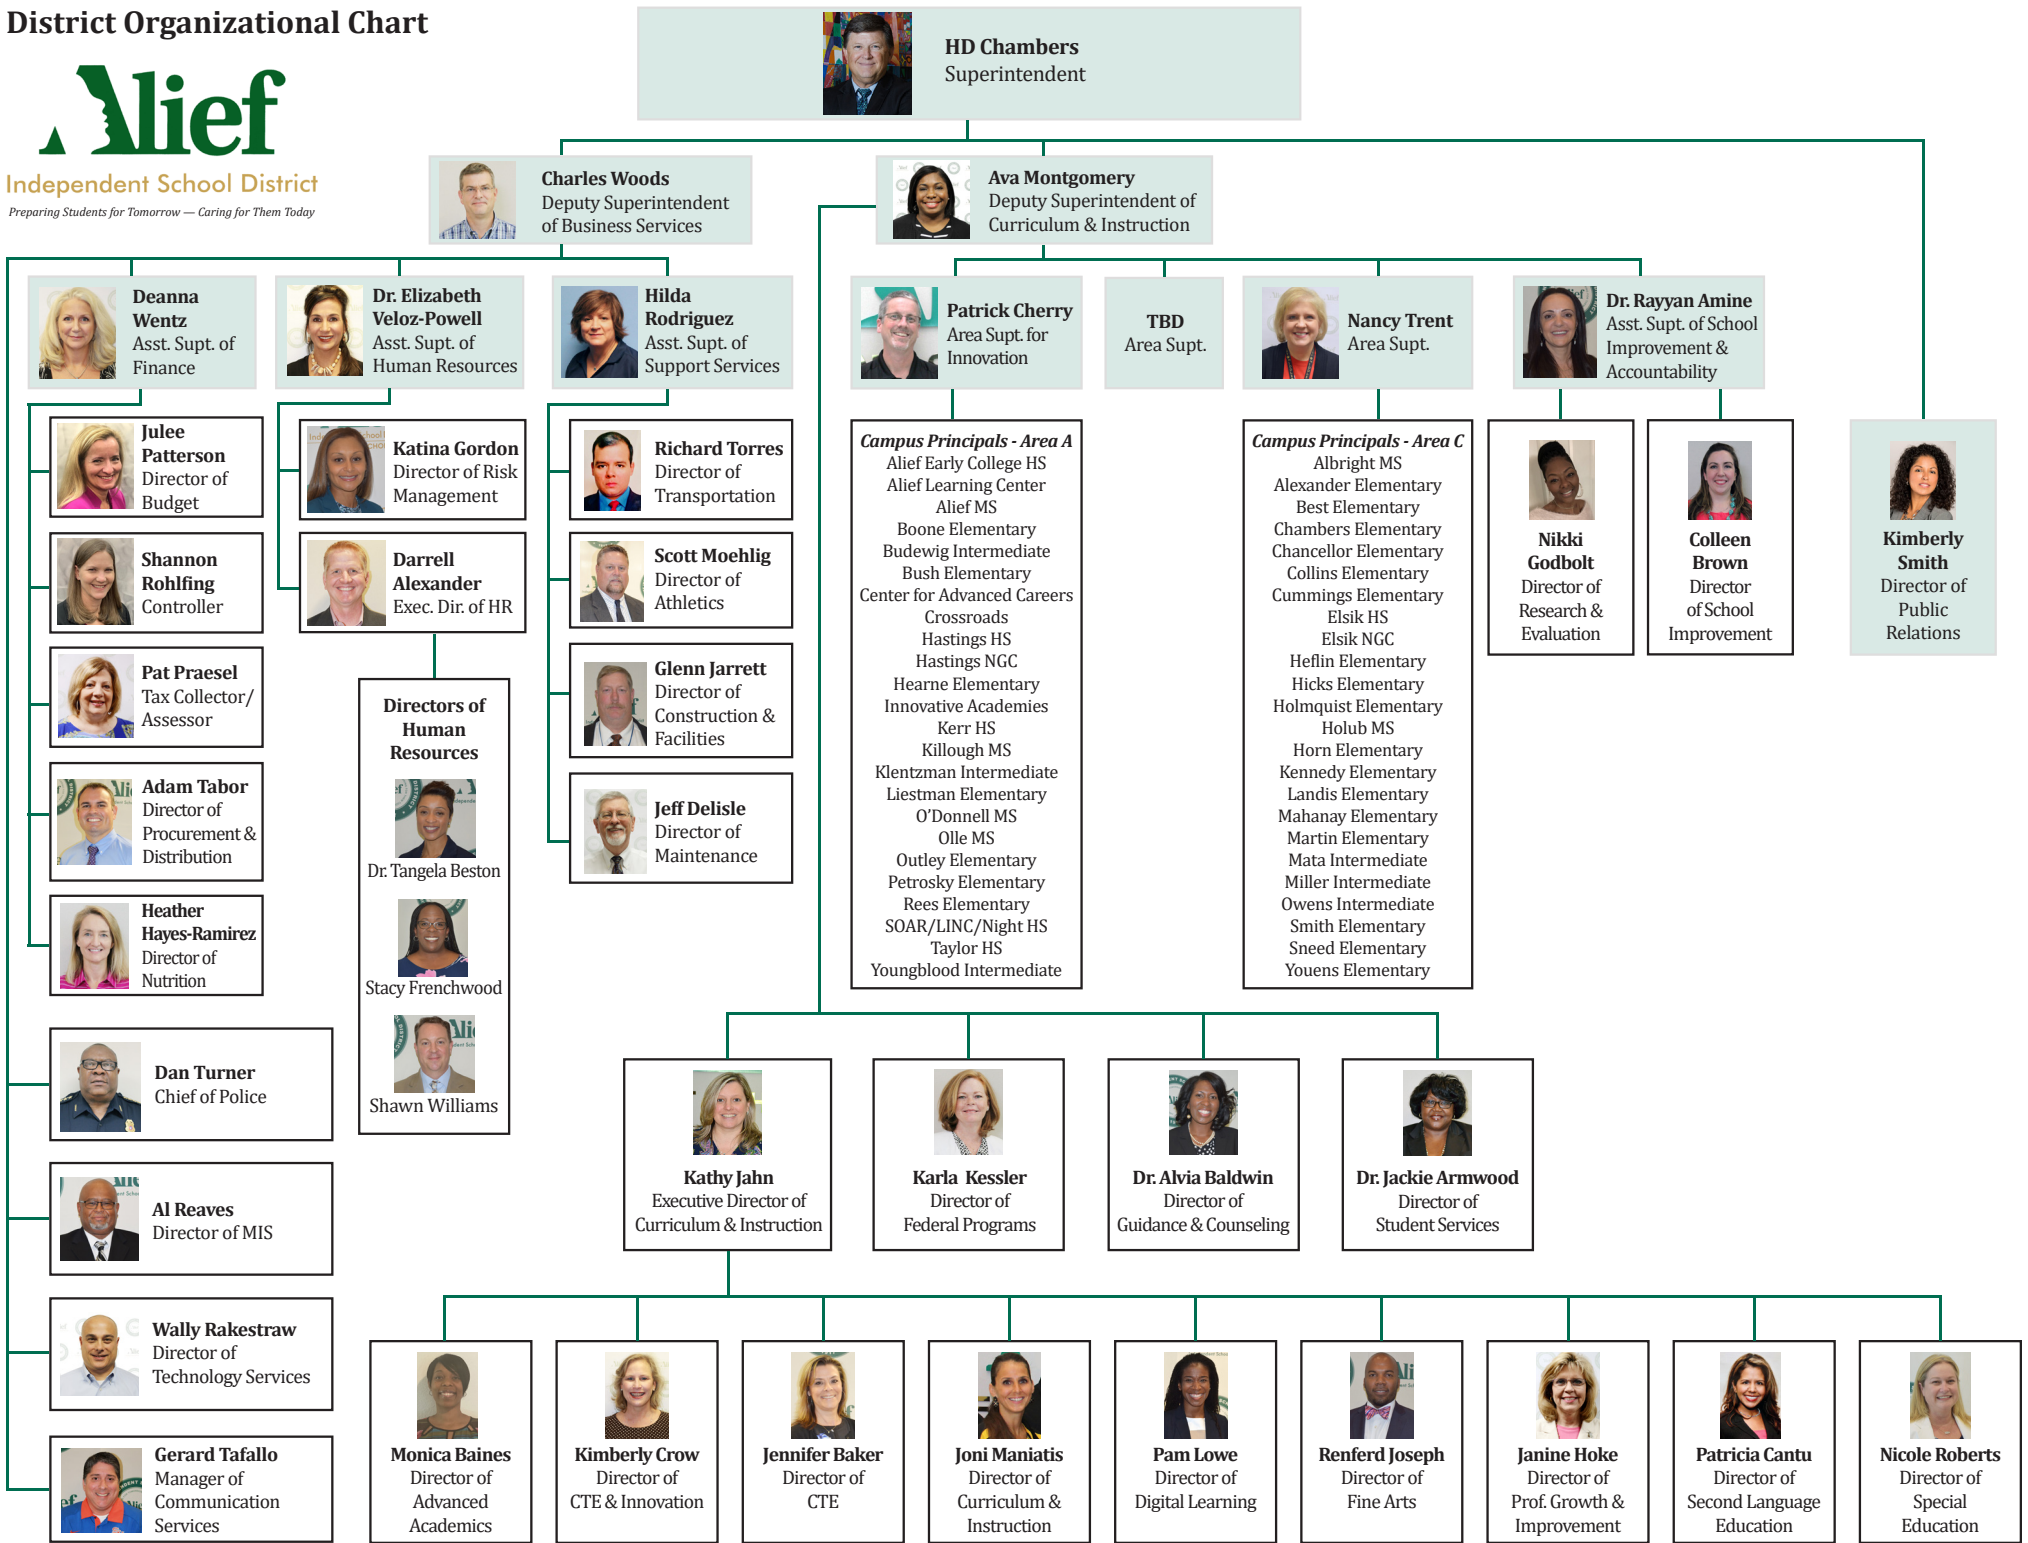 District Organizational Chart
Alief
Independent School District
Preparing Students for Tomorrow — Caring for Them Today
HD Chambers
Superintendent
Charles Woods
Deputy Superintendent
of Business Services
Ava Montgomery
Deputy Superintendent of
Curriculum & Instruction
Deanna
Wentz
Asst. Supt. of
Finance
Dr. Elizabeth
Veloz-Powell
Asst. Supt. of
Human Resources
Hilda
Rodriguez
Asst. Supt. of
Support Services
Patrick Cherry
Area Supt. for
Innovation
TBD
Area Supt.
Nancy Trent
Area Supt.
Dr. Rayyan Amine
Asst. Supt. of School
Improvement &
Accountability
Julee
Patterson
Director of
Budget
Shannon
Rohlfing
Controller
Pat Praesel
Tax Collector/
Assessor
Adam Tabor
Director of
Procurement &
Distribution
Heather
Hayes-Ramirez
Director of
Nutrition
Katina Gordon
Director of Risk
Management
Darrell
Alexander
Exec. Dir. of HR
Directors of
Human
Resources
Dr. Tangela Beston
Stacy Frenchwood
Shawn Williams
Richard Torres
Director of
Transportation
Scott Moehlig
Director of
Athletics
Glenn Jarrett
Director of
Construction &
Facilities
Jeff Delisle
Director of
Maintenance
Campus Principals - Area A
Alief Early College HS
Alief Learning Center
Alief MS
Boone Elementary
Budewig Intermediate
Bush Elementary
Center for Advanced Careers
Crossroads
Hastings HS
Hastings NGC
Hearne Elementary
Innovative Academies
Kerr HS
Killough MS
Klentzman Intermediate
Liestman Elementary
O'Donnell MS
Olle MS
Outley Elementary
Petrosky Elementary
Rees Elementary
SOAR/LINC/Night HS
Taylor HS
Youngblood Intermediate
Campus Principals - Area C
Albright MS
Alexander Elementary
Best Elementary
Chambers Elementary
Chancellor Elementary
Collins Elementary
Cummings Elementary
Elsik HS
Elsik NGC
Heflin Elementary
Hicks Elementary
Holmquist Elementary
Holub MS
Horn Elementary
Kennedy Elementary
Landis Elementary
Mahanay Elementary
Martin Elementary
Mata Intermediate
Miller Intermediate
Owens Intermediate
Smith Elementary
Sneed Elementary
Youens Elementary
Nikki
Godbolt
Director of
Research &
Evaluation
Colleen
Brown
Director
of School
Improvement
Kimberly
Smith
Director of
Public
Relations
Dan Turner
Chief of Police
Al Reaves
Director of MIS
Wally Rakestraw
Director of
Technology Services
Gerard Tafallo
Manager of
Communication
Services
Kathy Jahn
Executive Director of
Curriculum & Instruction
Karla Kessler
Director of
Federal Programs
Dr. Alvia Baldwin
Director of
Guidance & Counseling
Dr. Jackie Armwood
Director of
Student Services
Monica Baines
Director of
Advanced
Academics
Kimberly Crow
Director of
CTE & Innovation
Jennifer Baker
Director of
CTE
Joni Maniatis
Director of
Curriculum &
Instruction
Pam Lowe
Director of
Digital Learning
Renferd Joseph
Director of
Fine Arts
Janine Hoke
Director of
Prof. Growth &
Improvement
Patricia Cantu
Director of
Second Language
Education
Nicole Roberts
Director of
Special
Education